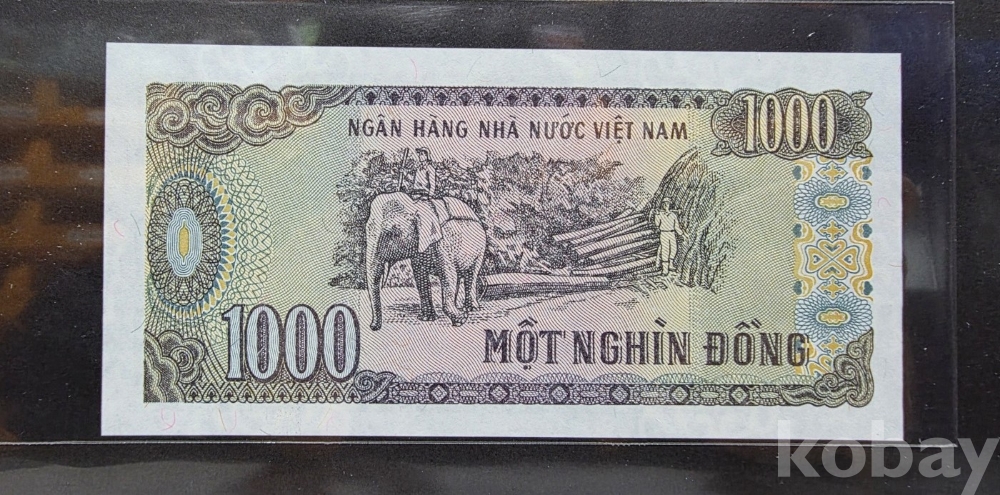 NGÂN HÀNG NHÀ NƯỚC VIỆT NAM
1000
1000
MỘT NGHÌN ĐỒNG
kobay